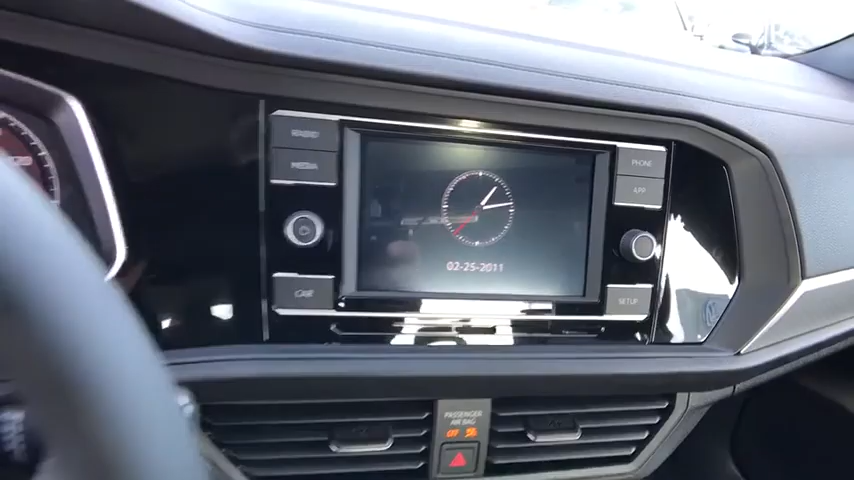 RADIO
MEDIA
CAR
PHONE
APP
SETUP
02-25-2011
PASSENGER
AIR BAG
OFF